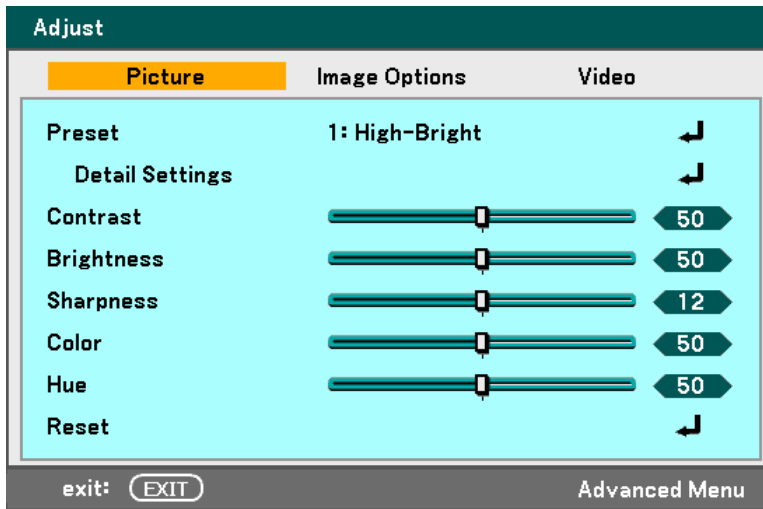 Adjust
Picture Image Options Video
Preset 1: High-Bright
Detail Settings
Contrast 50
Brightness 50
Sharpness 12
Color 50
Hue 50
Reset
exit: EXIT Advanced Menu